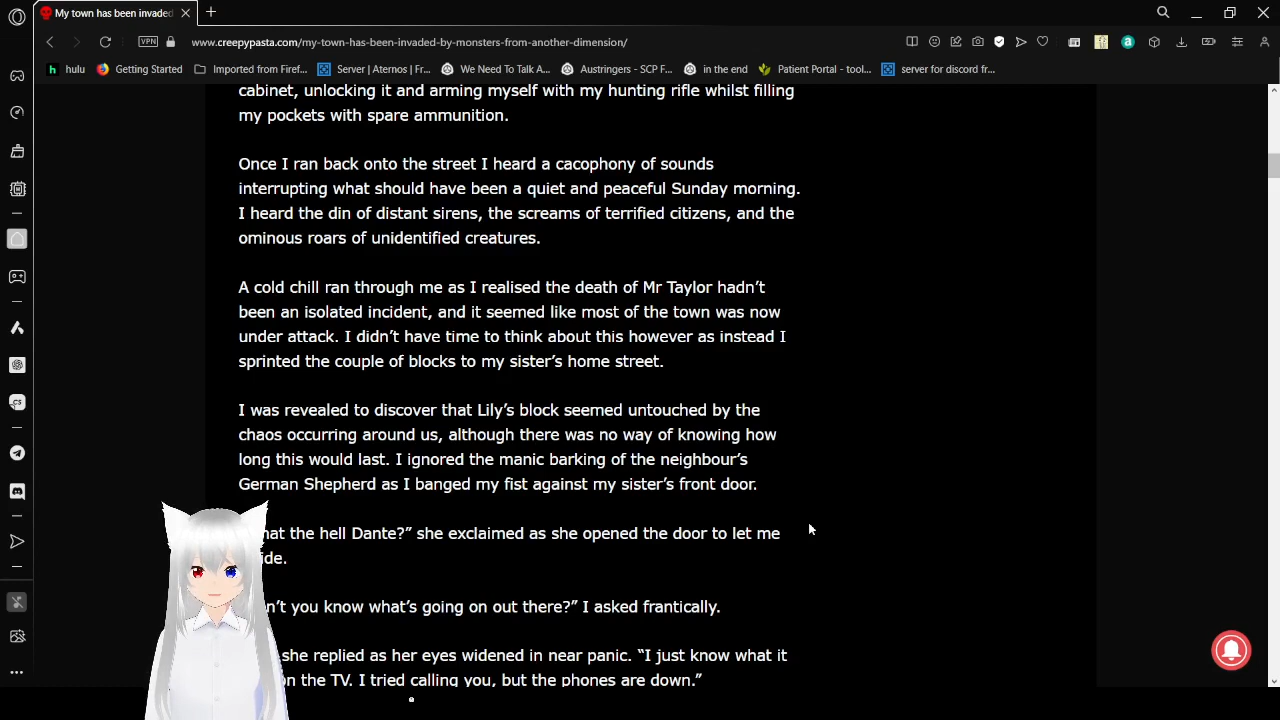 My town has been invaded
VPN
www.creepypasta.com/my-town-has-been-invaded-by-monsters-from-another-dimension/
hulu
Getting Started
Imported from Firef...
Server | Aternos | Fr...
We Need To Talk A...
Austringers - SCP F...
in the end
Patient Portal - tool...
server for discord fr...
cabinet, unlocking it and arming myself with my hunting rifle whilst filling
my pockets with spare ammunition.
Once I ran back onto the street I heard a cacophony of sounds
interrupting what should have been a quiet and peaceful Sunday morning.
I heard the din of distant sirens, the screams of terrified citizens, and the
ominous roars of unidentified creatures.
A cold chill ran through me as I realised the death of Mr Taylor hadn’t
been an isolated incident, and it seemed like most of the town was now
under attack. I didn’t have time to think about this however as instead I
sprinted the couple of blocks to my sister’s home street.
I was revealed to discover that Lily’s block seemed untouched by the
chaos occurring around us, although there was no way of knowing how
long this would last. I ignored the manic barking of the neighbour’s
German Shepherd as I banged my fist against my sister’s front door.
the hell Dante?” she exclaimed as she opened the door to let me
you know what’s going on out there?” I asked frantically.
she replied as her eyes widened in near panic. “I just know what it
on the TV. I tried calling you, but the phones are down.”